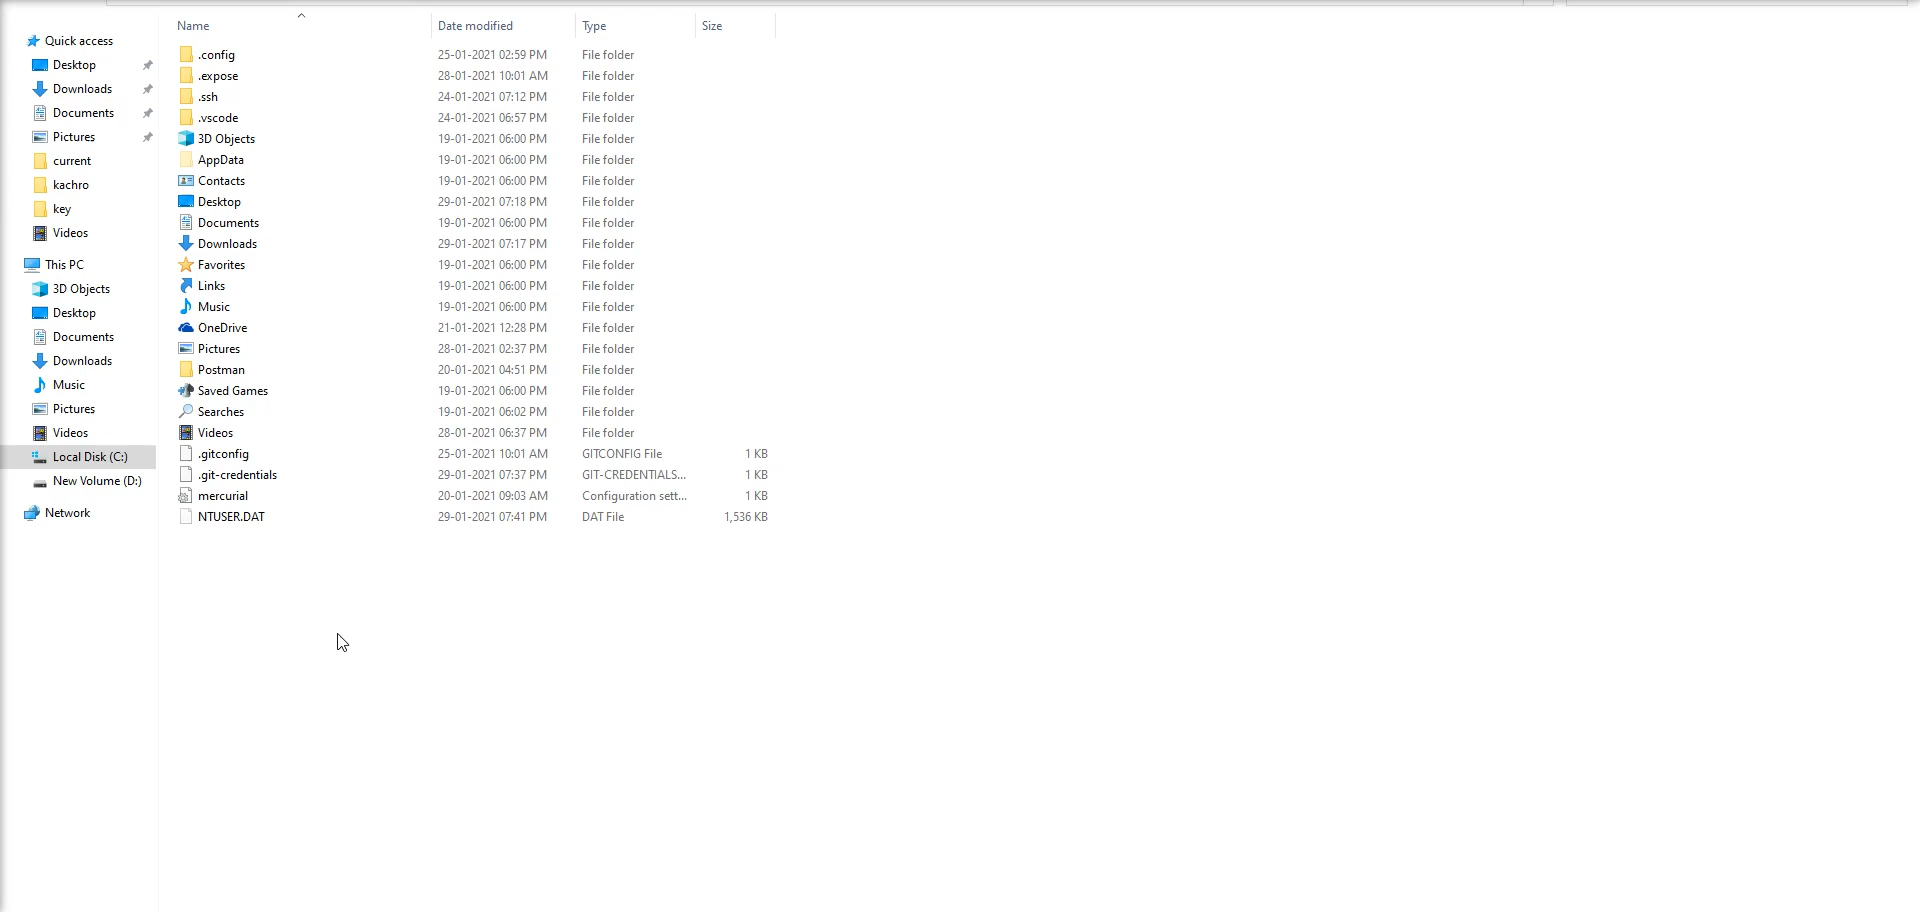 Name Date modified Type Size
Quick access
Desktop
Downloads
Documents
Pictures
current
kachro
key
Videos
This PC
3D Objects
Desktop
Documents
Downloads
Music
Pictures
Videos
Local Disk (C:)
New Volume (D:)
Network
.config 25-01-2021 02:59 PM File folder
.expose 28-01-2021 10:01 AM File folder
.ssh 24-01-2021 07:12 PM File folder
.vscode 24-01-2021 06:57 PM File folder
3D Objects 19-01-2021 06:00 PM File folder
AppData 19-01-2021 06:00 PM File folder
Contacts 19-01-2021 06:00 PM File folder
Desktop 29-01-2021 07:18 PM File folder
Documents 19-01-2021 06:00 PM File folder
Downloads 29-01-2021 07:17 PM File folder
Favorites 19-01-2021 06:00 PM File folder
Links 19-01-2021 06:00 PM File folder
Music 19-01-2021 06:00 PM File folder
OneDrive 21-01-2021 12:28 PM File folder
Pictures 28-01-2021 02:37 PM File folder
Postman 20-01-2021 04:51 PM File folder
Saved Games 19-01-2021 06:00 PM File folder
Searches 19-01-2021 06:02 PM File folder
Videos 28-01-2021 06:37 PM File folder
.gitconfig 25-01-2021 10:01 AM GITCONFIG File 1 KB
.git-credentials 29-01-2021 07:37 PM GIT-CREDENTIALS... 1 KB
mercurial 20-01-2021 09:03 AM Configuration sett... 1 KB
NTUSER.DAT 29-01-2021 07:41 PM DAT File 1,536 KB